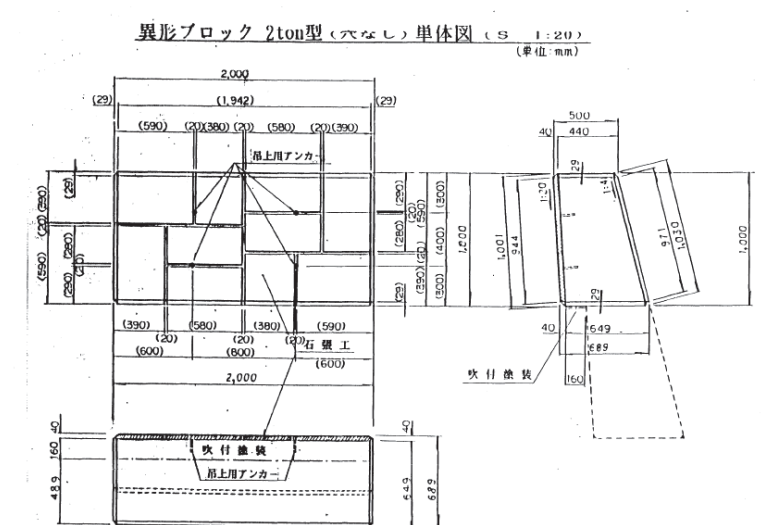 異形ブロック 2ton型(穴なし)単体図(S 1:20)
(単位:mm)
2,000
(29) (1,942) (29)
(590) (20) (380) (20) (580) (20) (390)
吊上用アンカー
(390) (29) (20) (280) (590) (290) (20)
(290) (20) (590) (280) (20) (390) (29)
(300) (400) (300)
1,000
(390) (580) (380) (590)
(20) (20) (20)
石張工
(600) (800) (600)
2,000
500
40 440
29
1:20 1:4
1,001 944
971 1,030
1,000
29
40 649
689
吹付塗装
160
40 40
吹付塗装
吊上用アンカー
160 489
649 689